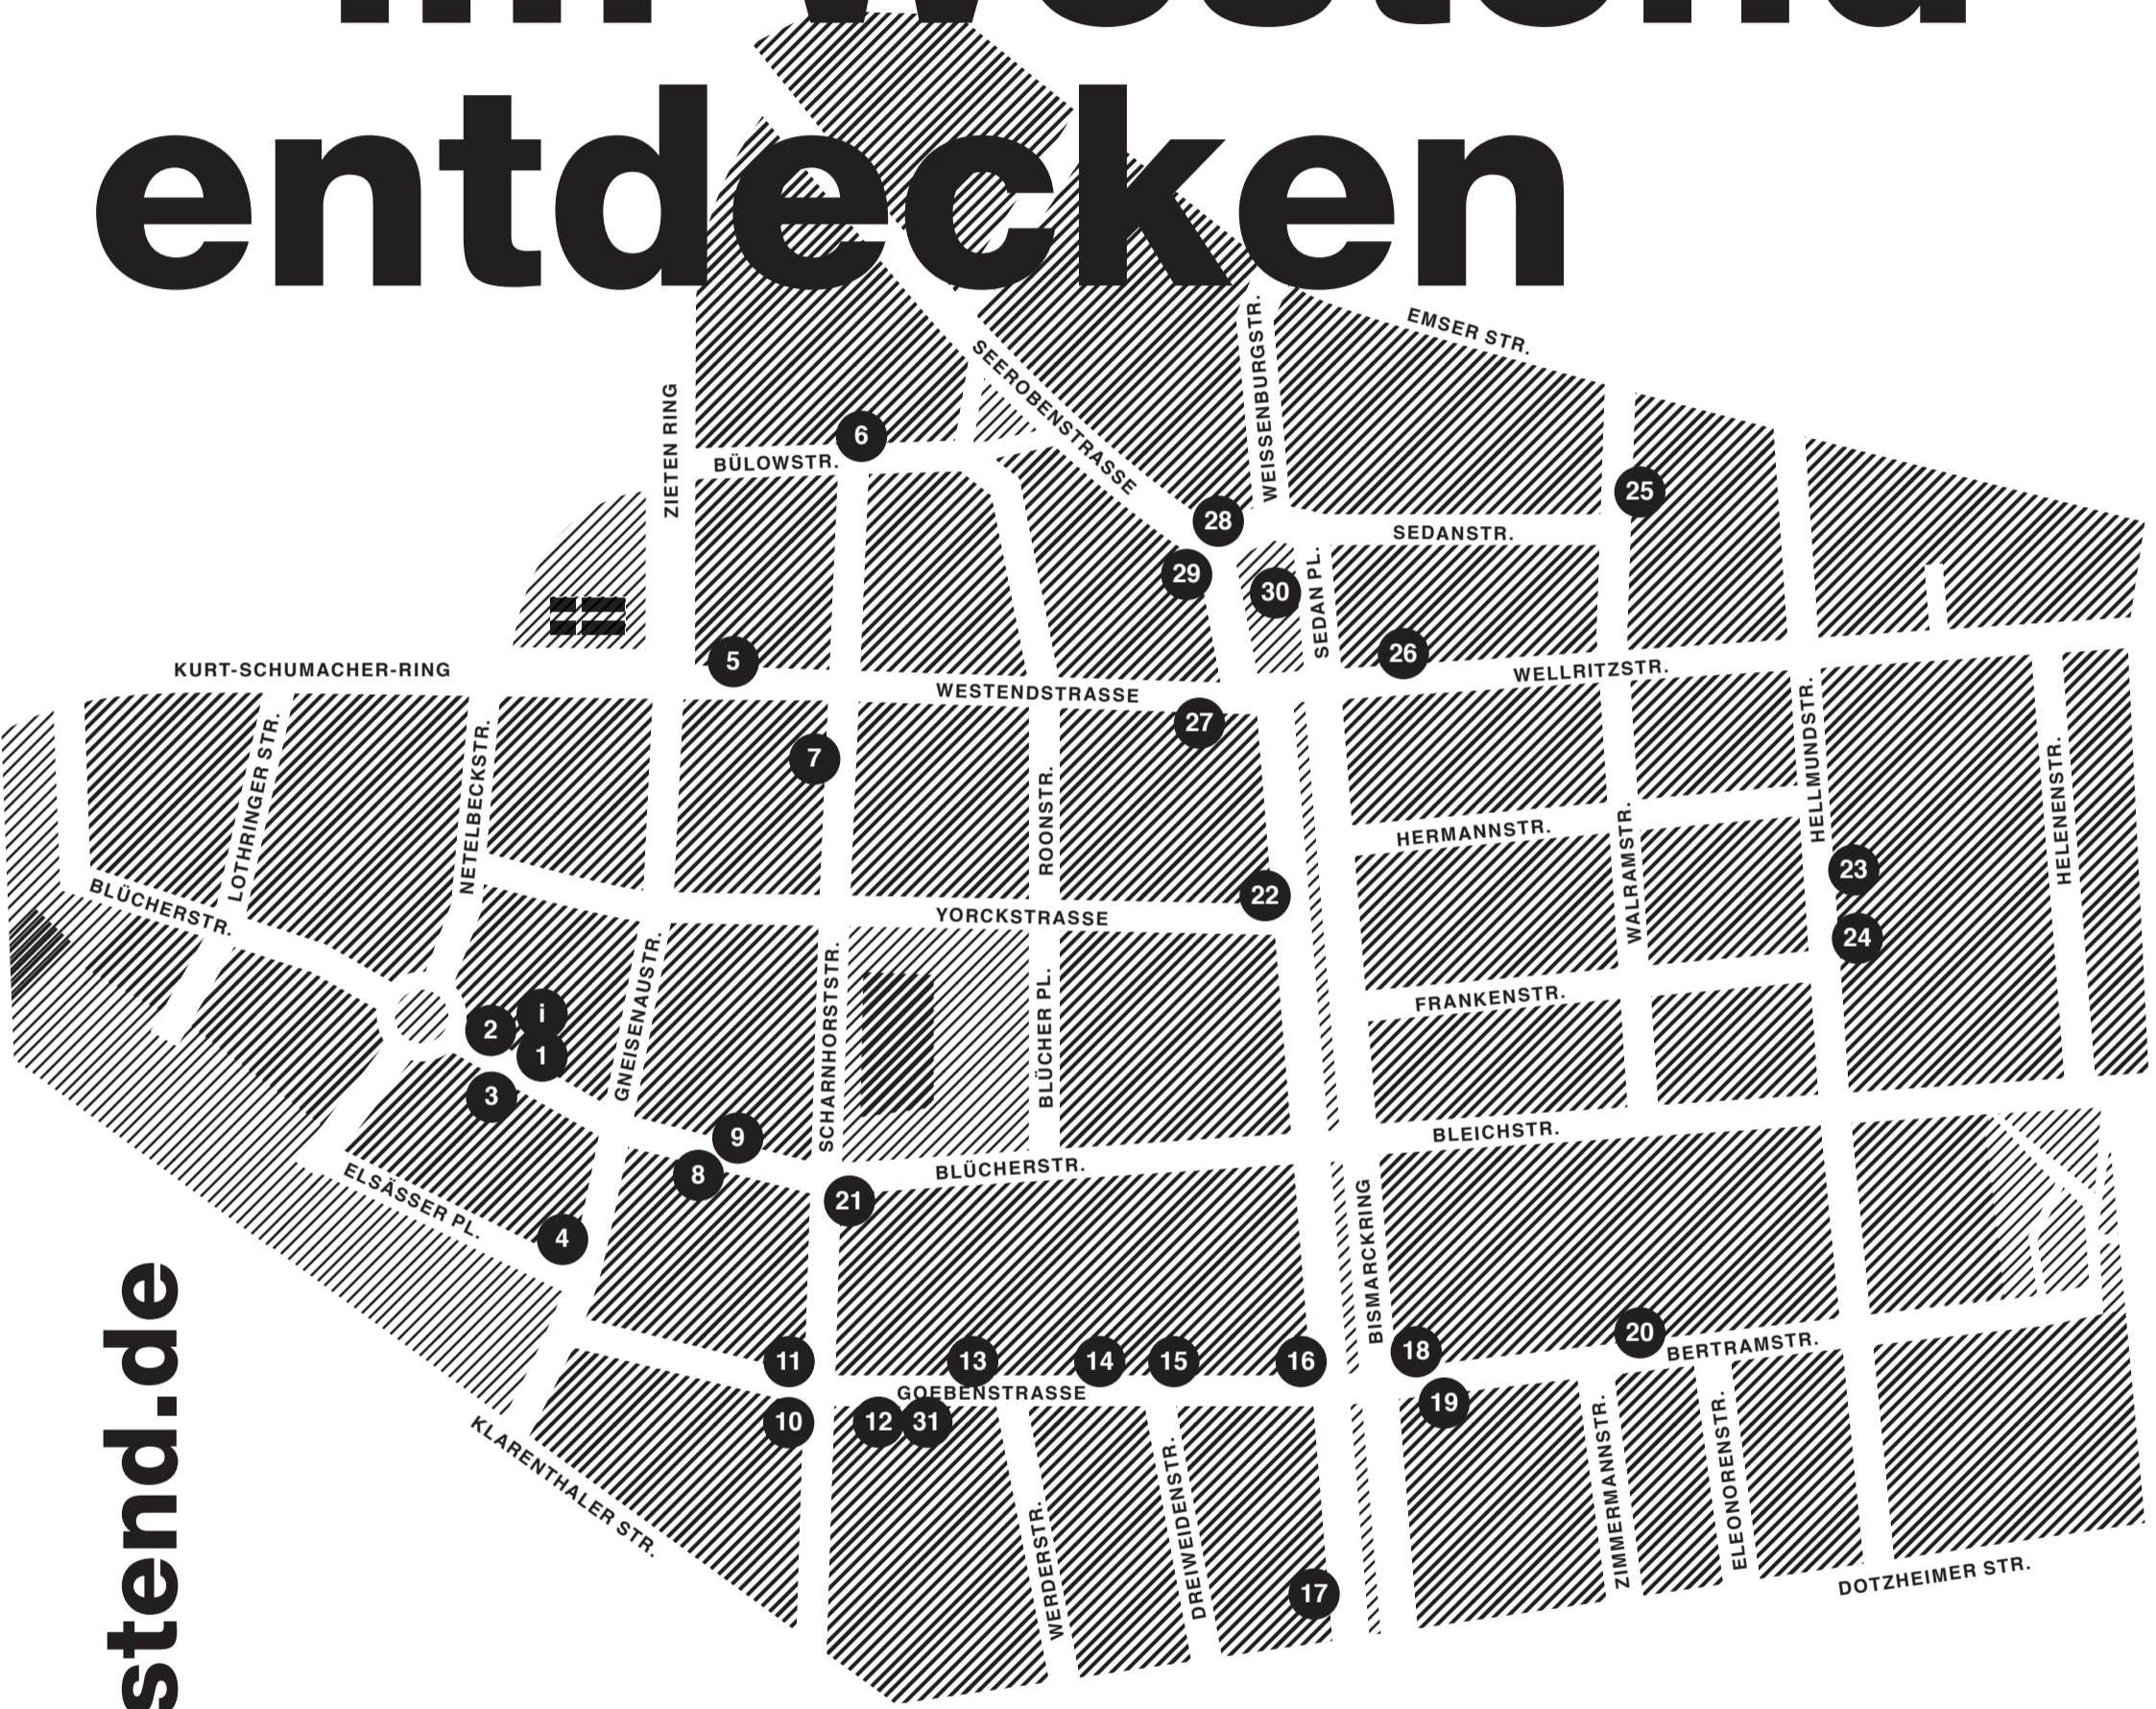 im Westend
entdecken
EMSER STR.
WEISSENBURGSTR.
SEEROBENSTRASSE
ZIETEN RING
6
BÜLOWSTR.
25
28
SEDANSTR.
29
30
SEDAN PL.
5
26
KURT-SCHUMACHER-RING
WELLRITZSTR.
WESTENDSTRASSE
27
7
LOTHRINGER STR.
NETELBECKSTR.
ROONSTR.
HELLMUNDSTR.
HELENENSTR.
HERMANNSTR.
WALRAMSTR.
23
22
BLÜCHERSTR.
YORCKSTRASSE
24
GNEISENAUSTR.
SCHARNHORSTSTR.
BLÜCHER PL.
FRANKENSTR.
i
2
1
3
9
BLEICHSTR.
8
BLÜCHERSTR.
21
ELSÄSSER PL.
4
BISMARCKRING
20
BERTRAMSTR.
18
11
13
14
15
16
GOEBENSTRASSE
19
10
12
31
KLARENTHALER STR.
WERDERSTR.
DREIWEIDENSTR.
ZIMMERMANNSTR.
ELEONORENSTR.
17
DOTZHEIMER STR.
stend.de